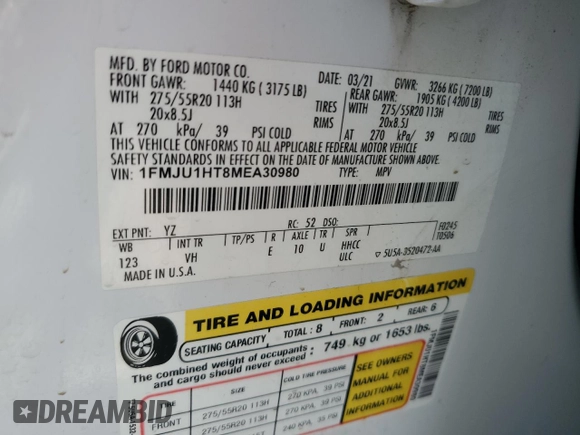 MFD. BY FORD MOTOR CO.
DATE: 03/21 GVWR: 3266 KG (7200 LB)
FRONT GAWR: 1440 KG (3175 LB) REAR GAWR: 1905 KG (4200 LB)
WITH 275/55R20 113H TIRES WITH 275/55R20 113H TIRES
20x8.5J RIMS 20x8.5J RIMS
AT 270 kPa/ 39 PSI COLD AT 270 kPa/ 39 PSI COLD
THIS VEHICLE CONFORMS TO ALL APPLICABLE FEDERAL MOTOR VEHICLE
SAFETY STANDARDS IN EFFECT ON THE DATE OF MANUFACTURE SHOWN ABOVE.
VIN: 1FMJU1HT8MEA30980 TYPE: MPV
EXT PNT: YZ RC: 52 DSO: F0245
T0506
WB INT TR TP/PS R AXLE TR SPR
123 VH E 10 U HHCC
ULC
MADE IN U.S.A. 5U5A-3520472-AA
TIRE AND LOADING INFORMATION
SEATING CAPACITY TOTAL: 8 FRONT: 2 REAR: 6
The combined weight of occupants and cargo should never exceed: 749 kg or 1653 lbs.
TIRE SIZE COLD TIRE PRESSURE
FRONT 275/55R20 113H 270 KPA, 39 PSI
275/55R20 113H 270 KPA, 39 PSI
SEE OWNERS
MANUAL FOR
ADDITIONAL
INFORMATION
DREAMBID